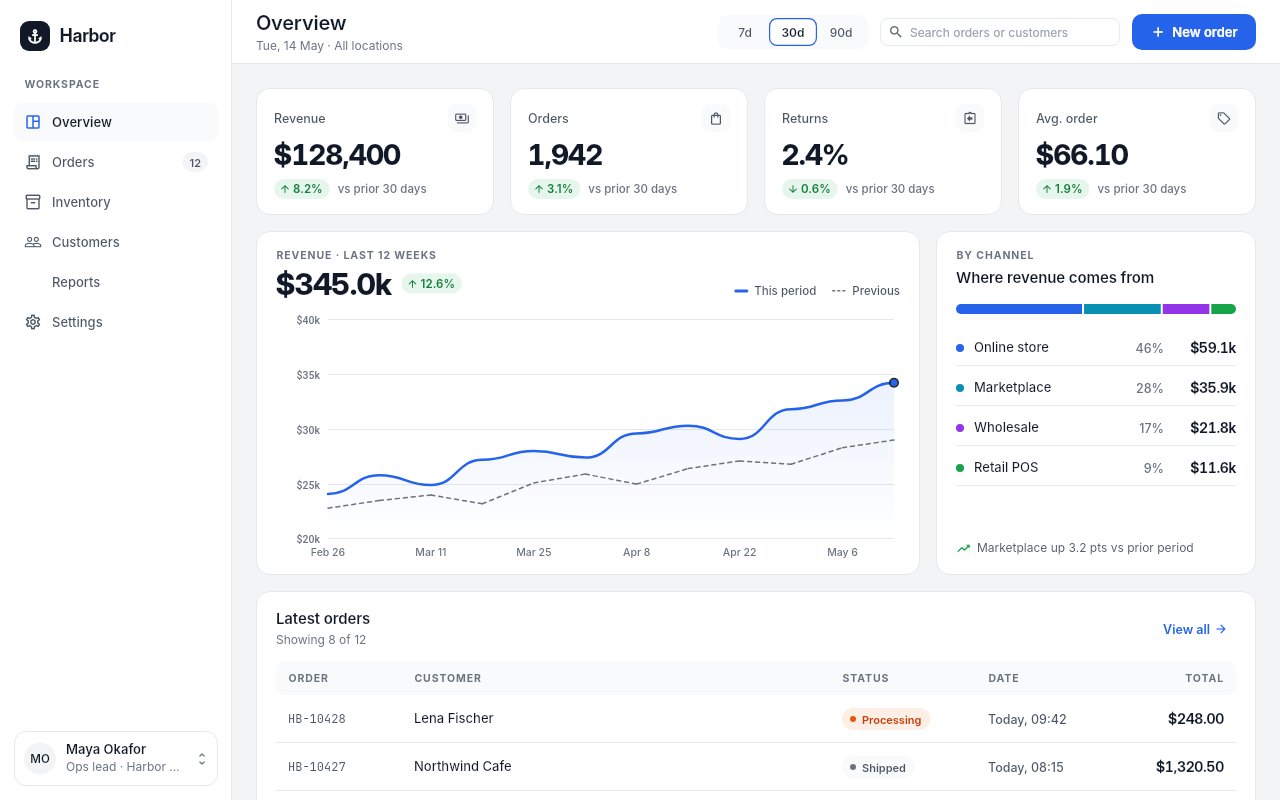 Harbor
WORKSPACE
Overview
Orders 12
Inventory
Customers
Reports
Settings
MO
Maya Okafor
Ops lead · Harbor ...
Overview
Tue, 14 May · All locations
7d 30d 90d
Search orders or customers
New order
Revenue
$128,400
↑ 8.2% vs prior 30 days
Orders
1,942
↑ 3.1% vs prior 30 days
Returns
2.4%
↓ 0.6% vs prior 30 days
Avg. order
$66.10
↑ 1.9% vs prior 30 days
REVENUE · LAST 12 WEEKS
$345.0k ↑ 12.6%
This period Previous
$40k
$35k
$30k
$25k
$20k
Feb 26 Mar 11 Mar 25 Apr 8 Apr 22 May 6
BY CHANNEL
Where revenue comes from
Online store 46% $59.1k
Marketplace 28% $35.9k
Wholesale 17% $21.8k
Retail POS 9% $11.6k
Marketplace up 3.2 pts vs prior period
Latest orders
Showing 8 of 12
View all →
ORDER CUSTOMER STATUS DATE TOTAL
HB-10428 Lena Fischer Processing Today, 09:42 $248.00
HB-10427 Northwind Cafe Shipped Today, 08:15 $1,320.50